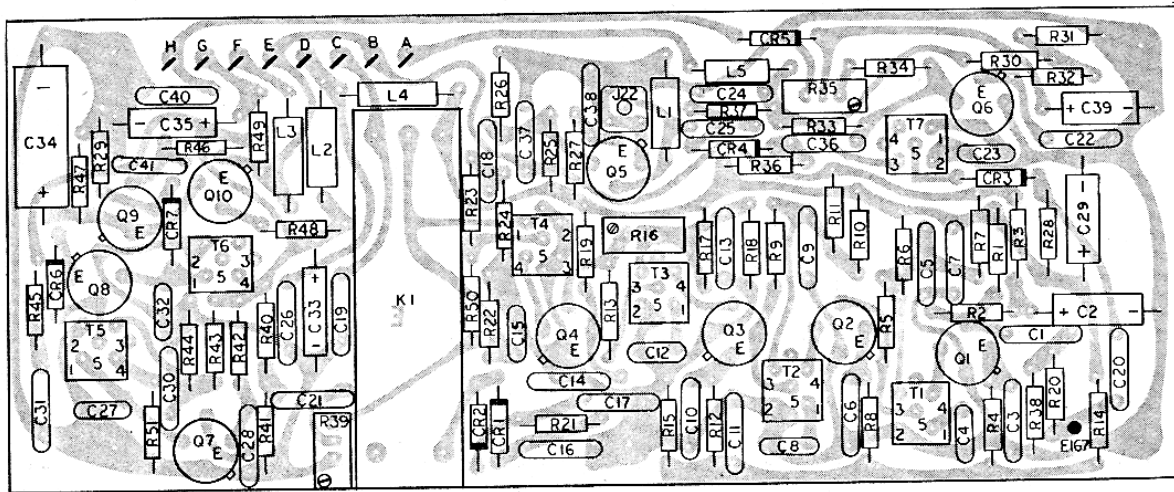 H G F E D C B A
CR5
R31
R30
R34
R32
L5
C24
R35
E
Q6
+ C39 -
R26
L4
C40
- C35 +
-
C34
+
R49
L3
L2
R46
C41
R29
R47
C38
J22
L1
R37
C25
R33
C36
T7
4 3
5
1 2
C22
C23
C18
C37
R25
R27
E
Q5
CR4
R36
CR3
E
Q10
Q9
E
CR7
R48
R23
R24
T4
1 2
5
4 3
R19
R16
R17
C13
R18
R9
C9
R11
R10
R6
C5
C7
R7
R1
R3
R28
-
C29
+
T6
2 3
5
1 4
CR6
E
Q8
R45
C32
+
C33
-
C19
K1
R50
R22
C15
R13
T3
3 4
5
2 1
R2
+ C2 -
C1
T5
2 3
5
1 4
R44
R43
R42
R40
C26
Q4
E
Q3
E
Q2
E
R5
E
Q1
C12
C30
C14
T2
3 4
5
2 1
C20
C31
C27
C21
C17
R15
C10
R12
C11
C6
R8
T1
3 4
5
2 1
C4
R4
C3
R38
R20
R14
R51
Q7
E
C28
R41
R39
CR2
CR1
R21
C16
C8
E167